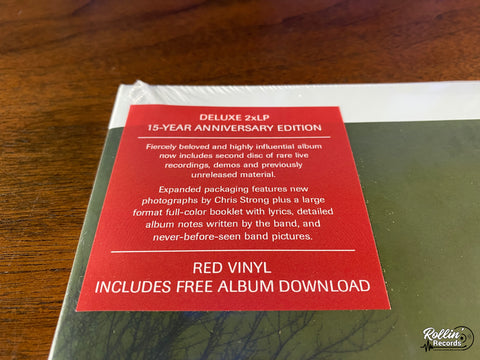 DELUXE 2xLP
15-YEAR ANNIVERSARY EDITION
Fiercely beloved and highly influential album
now includes second disc of rare live
recordings, demos and previously
unreleased material.
Expanded packaging features new
photographs by Chris Strong plus a large
format full-color booklet with lyrics, detailed
album notes written by the band, and
never-before-seen band pictures.
RED VINYL
INCLUDES FREE ALBUM DOWNLOAD
Rollin'
Records